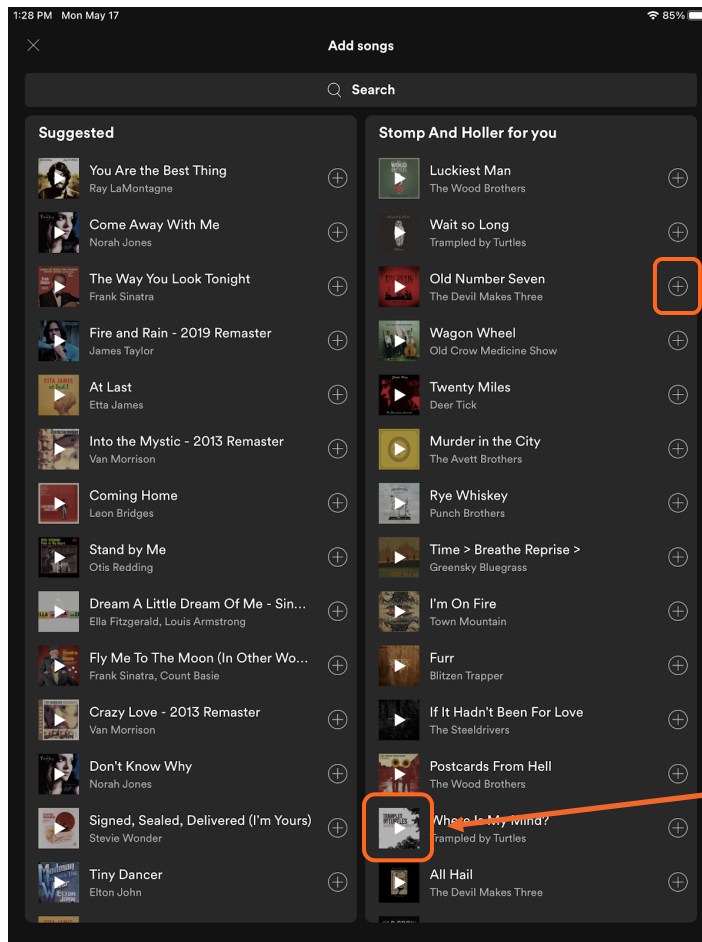 1:28 PM Mon May 17
85%
Add songs
Search
Suggested
You Are the Best Thing
Ray LaMontagne
Come Away With Me
Norah Jones
The Way You Look Tonight
Frank Sinatra
Fire and Rain - 2019 Remaster
James Taylor
At Last
Etta James
Into the Mystic - 2013 Remaster
Van Morrison
Coming Home
Leon Bridges
Stand by Me
Otis Redding
Dream A Little Dream Of Me - Sin...
Ella Fitzgerald, Louis Armstrong
Fly Me To The Moon (In Other Wo...
Frank Sinatra, Count Basie
Crazy Love - 2013 Remaster
Van Morrison
Don't Know Why
Norah Jones
Signed, Sealed, Delivered (I'm Yours)
Stevie Wonder
Tiny Dancer
Elton John
Stomp And Holler for you
Luckiest Man
The Wood Brothers
Wait so Long
Trampled by Turtles
Old Number Seven
The Devil Makes Three
Wagon Wheel
Old Crow Medicine Show
Twenty Miles
Deer Tick
Murder in the City
The Avett Brothers
Rye Whiskey
Punch Brothers
Time > Breathe Reprise >
Greensky Bluegrass
I'm On Fire
Town Mountain
Furr
Blitzen Trapper
If It Hadn't Been For Love
The Steeldrivers
Postcards From Hell
The Wood Brothers
Where Is My Mind?
Trampled by Turtles
All Hail
The Devil Makes Three